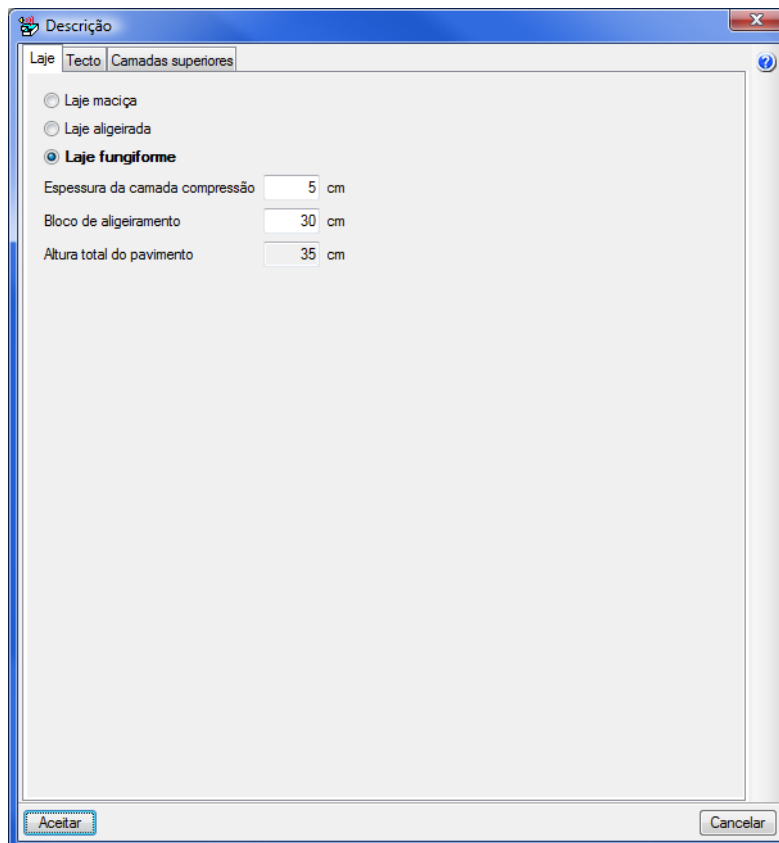 Descrição
Laje Tecto Camadas superiores
Laje maciça
Laje aligeirada
Laje fungiforme
Espessura da camada compressão 5 cm
Bloco de aligeiramento 30 cm
Altura total do pavimento 35 cm
Aceitar Cancelar